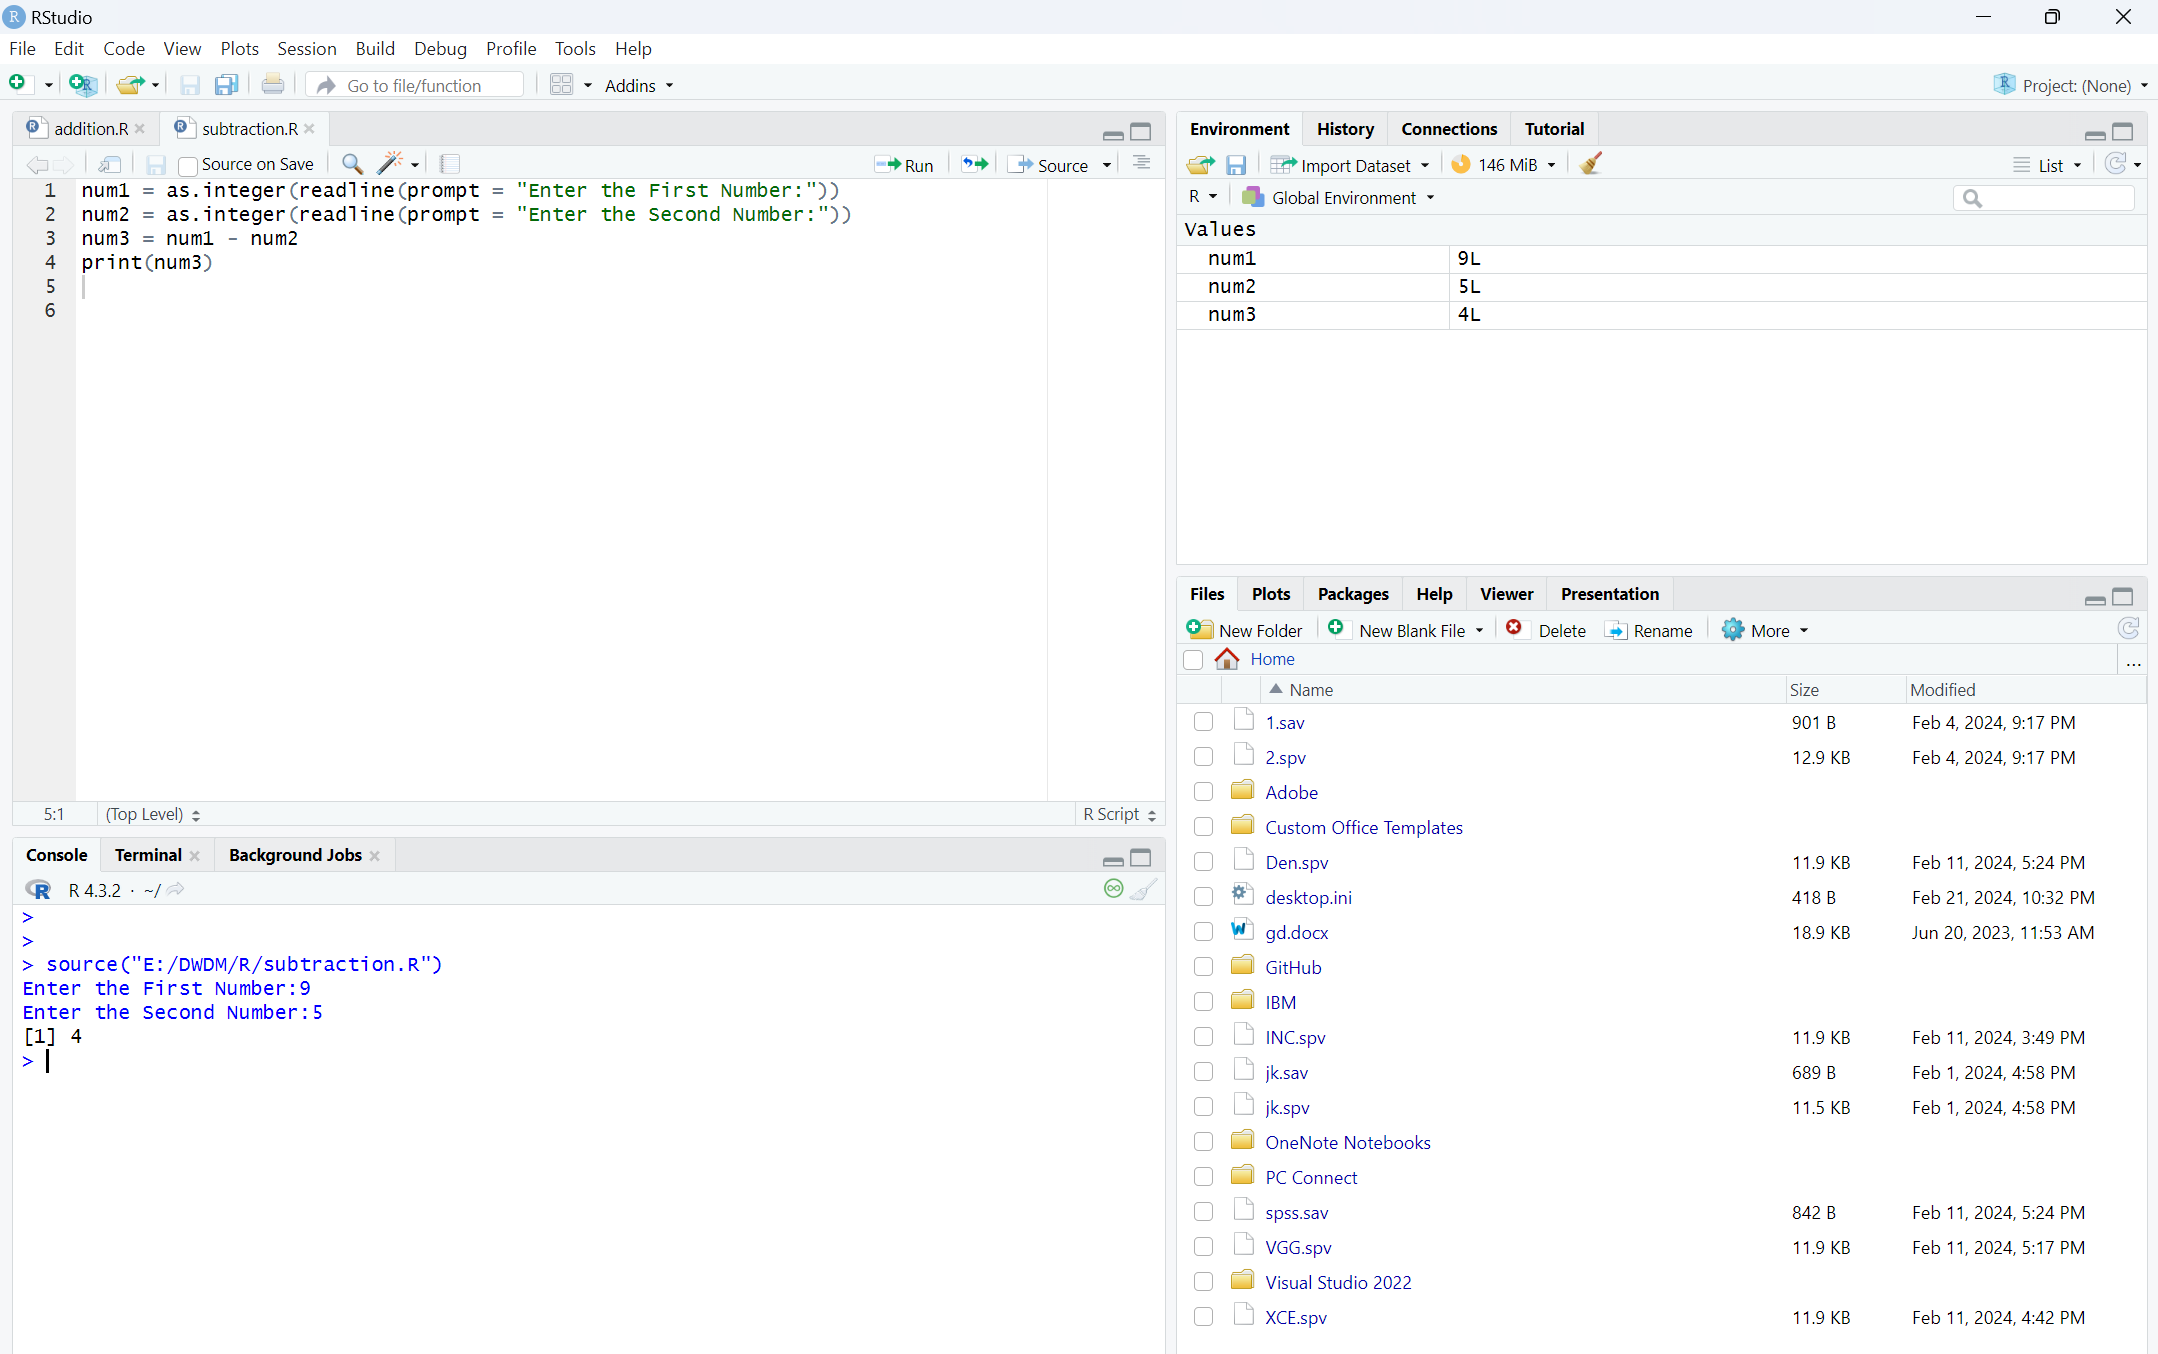 RStudio
File Edit Code View Plots Session Build Debug Profile Tools Help
Go to file/function Addins Project: (None)
addition.R subtraction.R
Source on Save Run Source
1 num1 = as.integer(readline(prompt = "Enter the First Number:"))
2 num2 = as.integer(readline(prompt = "Enter the Second Number:"))
3 num3 = num1 - num2
4 print(num3)
5
6
5:1 (Top Level) R Script
Console Terminal Background Jobs
R 4.3.2 · ~/
>
>
> source("E:/DWDM/R/subtraction.R")
Enter the First Number:9
Enter the Second Number:5
[1] 4
>
Environment History Connections Tutorial
Import Dataset 146 MiB List
R Global Environment
Values
num1 9L
num2 5L
num3 4L
Files Plots Packages Help Viewer Presentation
New Folder New Blank File Delete Rename More
Home ...
Name Size Modified
1.sav 901 B Feb 4, 2024, 9:17 PM
2.spv 12.9 KB Feb 4, 2024, 9:17 PM
Adobe
Custom Office Templates
Den.spv 11.9 KB Feb 11, 2024, 5:24 PM
desktop.ini 418 B Feb 21, 2024, 10:32 PM
gd.docx 18.9 KB Jun 20, 2023, 11:53 AM
GitHub
IBM
INC.spv 11.9 KB Feb 11, 2024, 3:49 PM
jk.sav 689 B Feb 1, 2024, 4:58 PM
jk.spv 11.5 KB Feb 1, 2024, 4:58 PM
OneNote Notebooks
PC Connect
spss.sav 842 B Feb 11, 2024, 5:24 PM
VGG.spv 11.9 KB Feb 11, 2024, 5:17 PM
Visual Studio 2022
XCE.spv 11.9 KB Feb 11, 2024, 4:42 PM